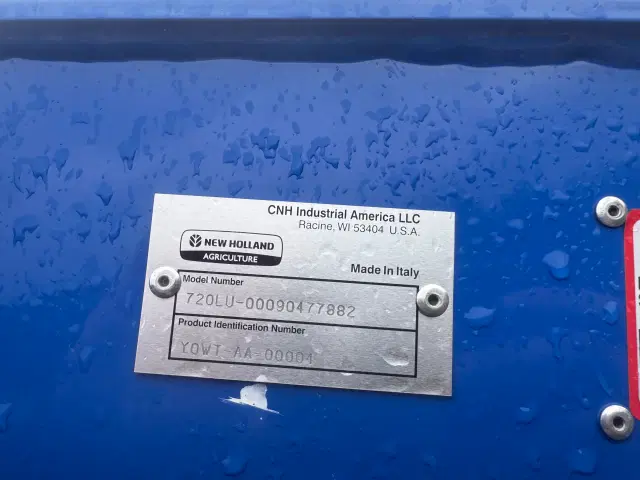 CNH Industrial America LLC
Racine, WI 53404 U.S.A.
NEW HOLLAND
AGRICULTURE
Made in Italy
Model Number
720LU-00090477882
Product Identification Number
YOWT-AA-00004